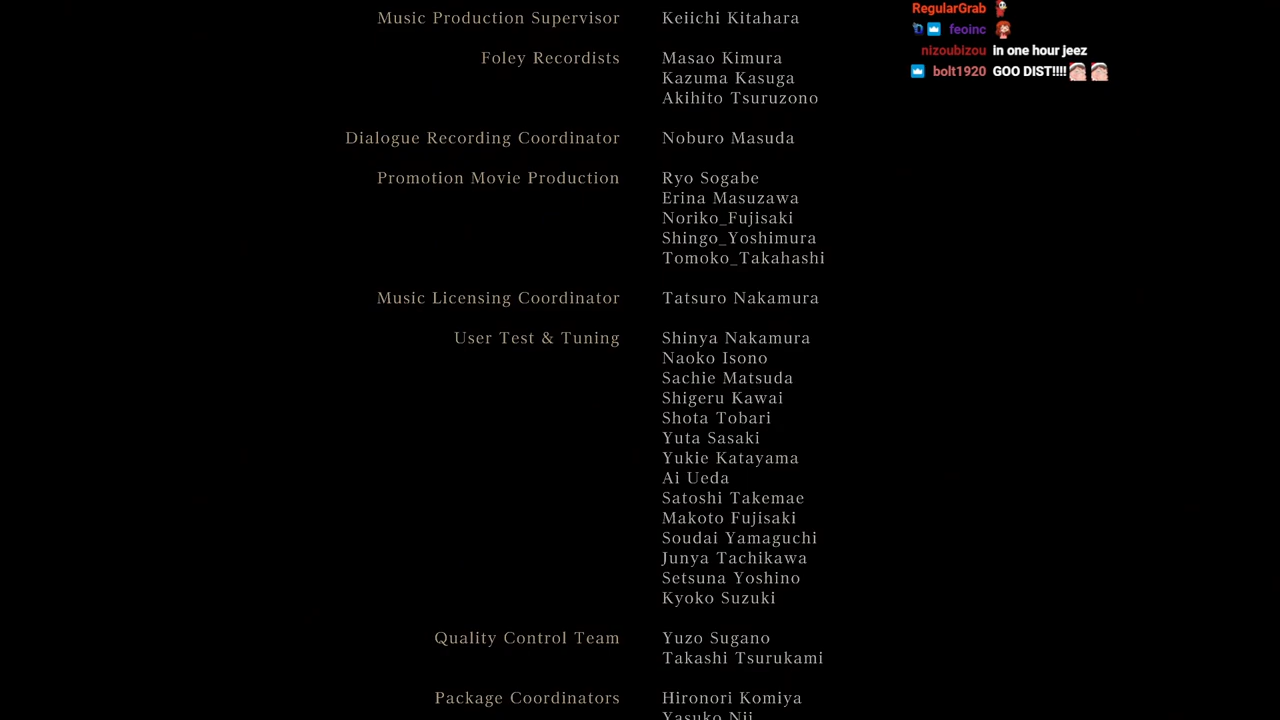 Music Production Supervisor Keiichi Kitahara
Foley Recordists Masao Kimura
Kazuma Kasuga
Akihito Tsuruzono
Dialogue Recording Coordinator Noburo Masuda
Promotion Movie Production Ryo Sogabe
Erina Masuzawa
Noriko_Fujisaki
Shingo_Yoshimura
Tomoko_Takahashi
Music Licensing Coordinator Tatsuro Nakamura
User Test & Tuning Shinya Nakamura
Naoko Isono
Sachie Matsuda
Shigeru Kawai
Shota Tobari
Yuta Sasaki
Yukie Katayama
Ai Ueda
Satoshi Takemae
Makoto Fujisaki
Soudai Yamaguchi
Junya Tachikawa
Setsuna Yoshino
Kyoko Suzuki
Quality Control Team Yuzo Sugano
Takashi Tsurukami
Package Coordinators Hironori Komiya
Yasuko Nii
RegularGrab
feoinc
nizoubizou in one hour jeez
bolt1920 GOO DIST!!!!